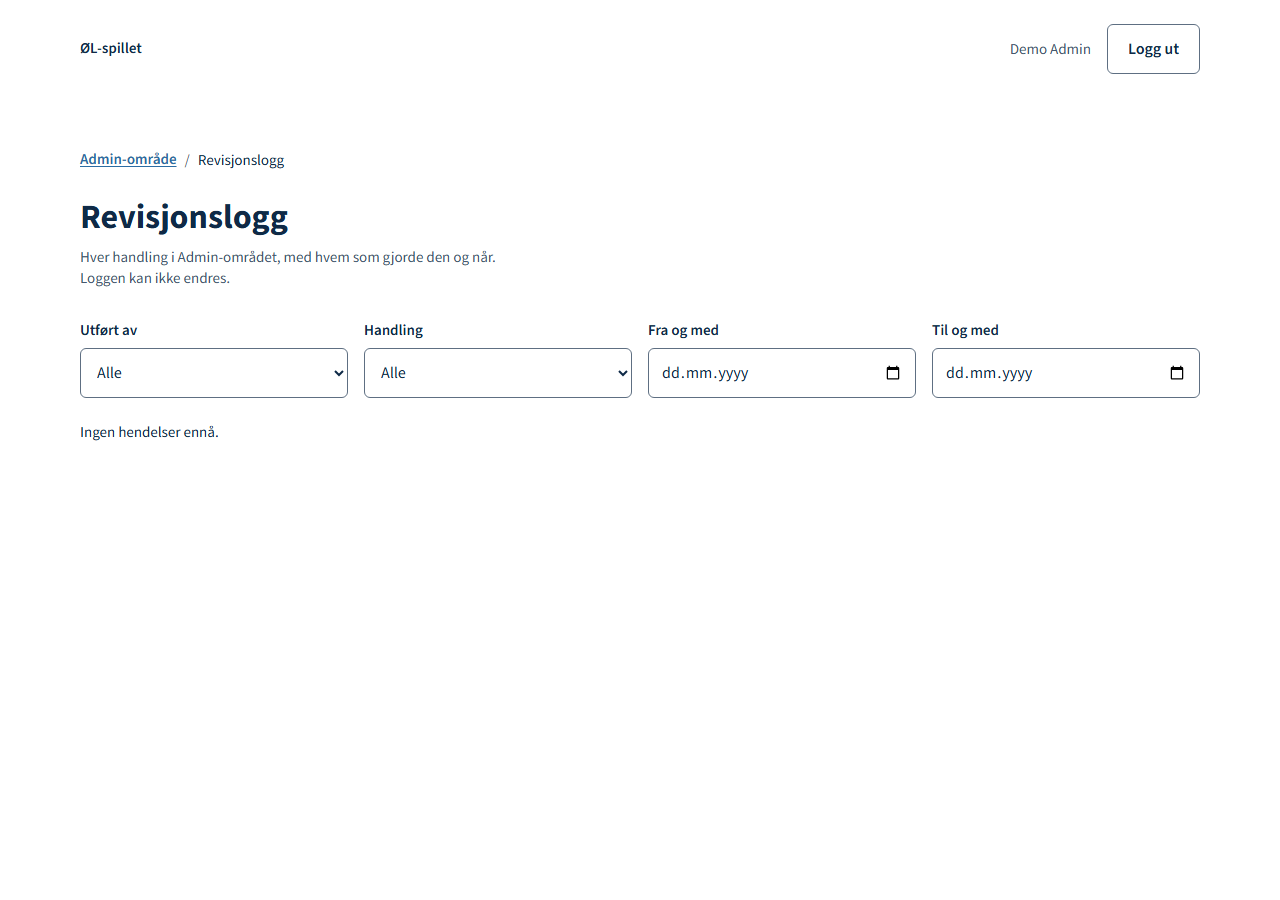 ØL-spillet
Demo Admin
Logg ut
Admin-område / Revisjonslogg
Revisjonslogg
Hver handling i Admin-området, med hvem som gjorde den og når.
Loggen kan ikke endres.
Utført av
Handling
Fra og med
Til og med
Alle
Alle
dd.mm.yyyy
dd.mm.yyyy
Ingen hendelser ennå.